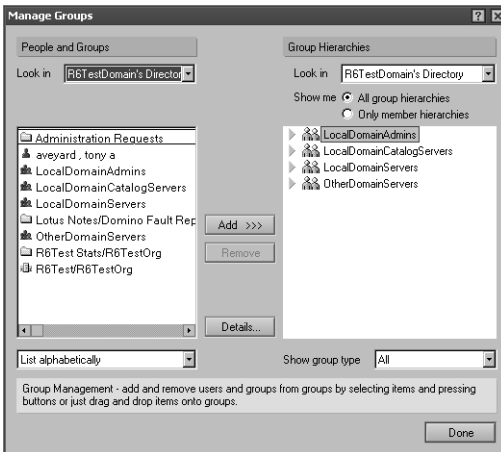 Manage Groups
People and Groups
Look in R6TestDomain's Director
Administration Requests
aveyard , tony a
LocalDomainAdmins
LocalDomainCatalogServers
LocalDomainServers
Lotus Notes/Domino Fault Rep
OtherDomainServers
R6Test Stats/R6TestOrg
R6Test/R6TestOrg
List alphabetically
Add >>>
Remove
Details...
Group Hierarchies
Look in R6TestDomain's Directory
Show me All group hierarchies
Only member hierarchies
LocalDomainAdmins
LocalDomainCatalogServers
LocalDomainServers
OtherDomainServers
Show group type All
Group Management - add and remove users and groups from groups by selecting items and pressing
buttons or just drag and drop items onto groups.
Done